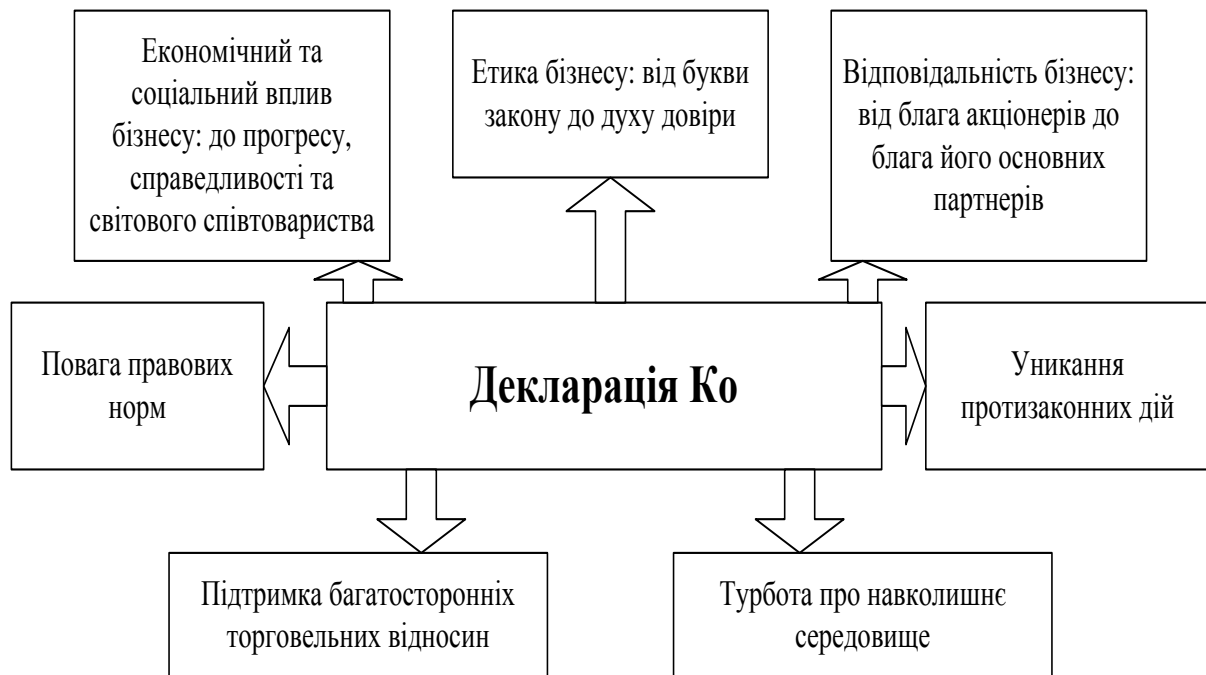 Економічний та
соціальний вплив
бізнесу: до прогресу,
справедливості та
світового співтовариства
Етика бізнесу: від букви
закону до духу довіри
Відповідальність бізнесу:
від блага акціонерів до
блага його основних
партнерів
Повага правових
норм
Декларація Ко
Уникання
протизаконних дій
Підтримка багатосторонніх
торговельних відносин
Турбота про навколишнє
середовище